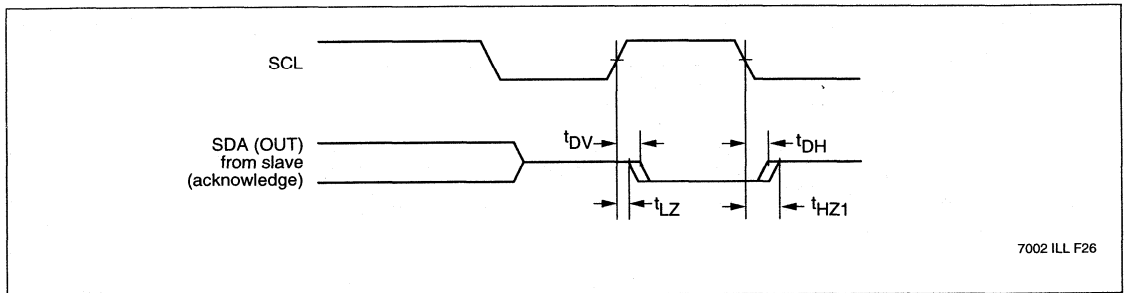 SCL
SDA (OUT)
from slave
(acknowledge)
tDV
tDH
tLZ
tHZ1
7002 ILL F26